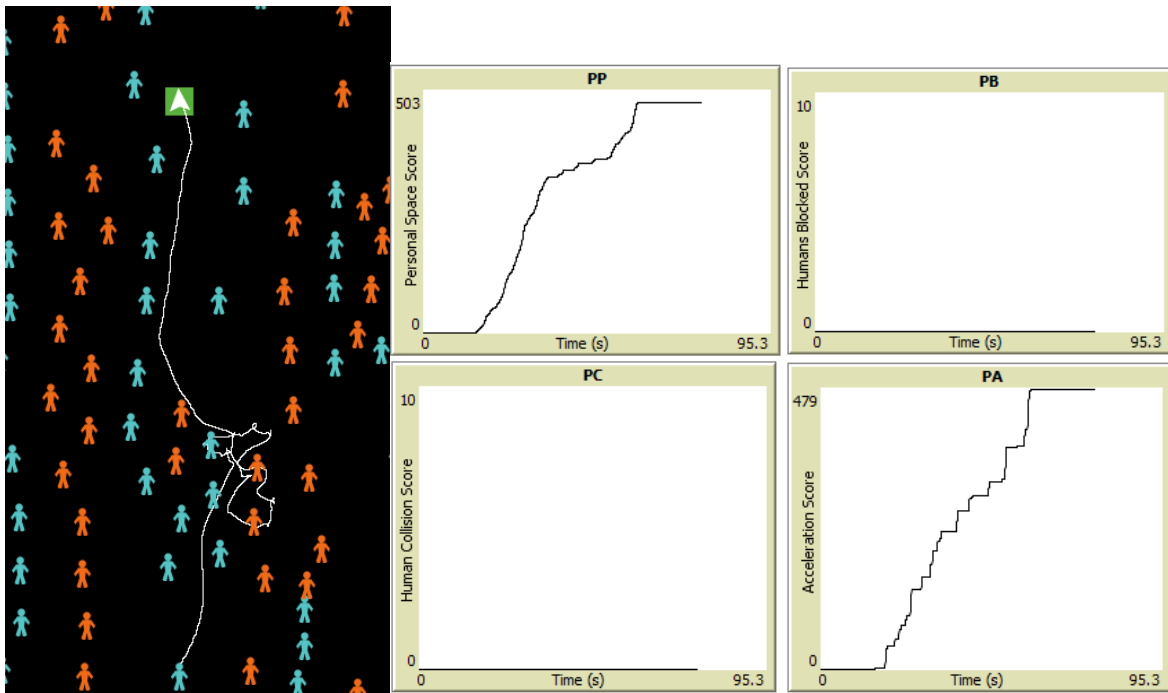 PP
503
Personal Space Score
0
0
Time (s)
95.3
PB
10
Humans Blocked Score
0
0
Time (s)
95.3
PC
10
Human Collision Score
0
0
Time (s)
95.3
PA
479
Acceleration Score
0
0
Time (s)
95.3